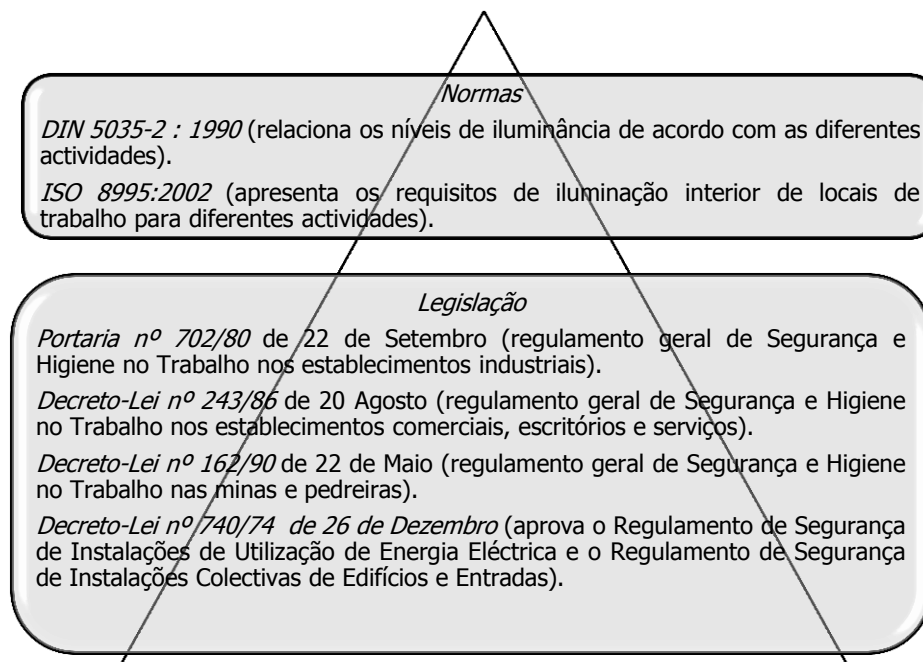 Normas
DIN 5035-2 : 1990 (relaciona os níveis de iluminância de acordo com as diferentes
actividades).
ISO 8995:2002 (apresenta os requisitos de iluminação interior de locais de
trabalho para diferentes actividades).
Legislação
Portaria nº 702/80 de 22 de Setembro (regulamento geral de Segurança e
Higiene no Trabalho nos establecimentos industriais).
Decreto-Lei nº 243/86 de 20 Agosto (regulamento geral de Segurança e Higiene
no Trabalho nos establecimentos comerciais, escritórios e serviços).
Decreto-Lei nº 162/90 de 22 de Maio (regulamento geral de Segurança e Higiene
no Trabalho nas minas e pedreiras).
Decreto-Lei nº 740/74 de 26 de Dezembro (aprova o Regulamento de Segurança
de Instalações de Utilização de Energia Eléctrica e o Regulamento de Segurança
de Instalações Colectivas de Edifícios e Entradas).